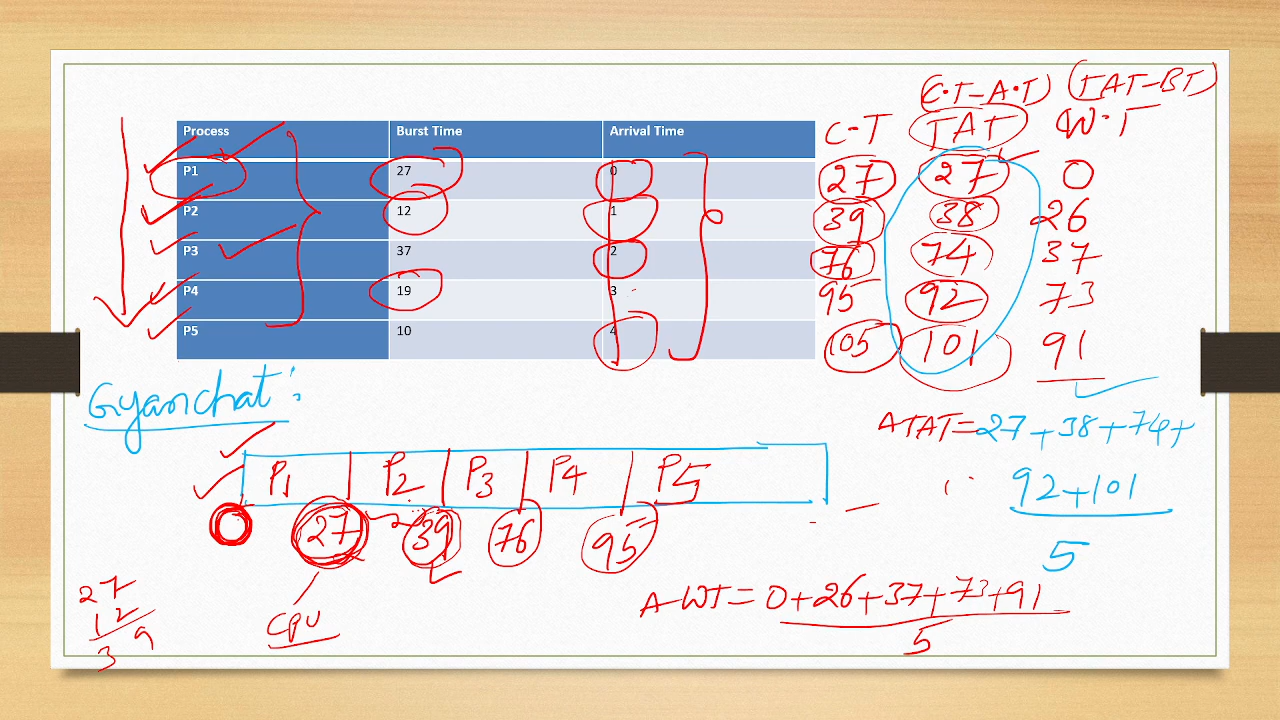 (C.T-A.T) (TAT-BT)
Process Burst Time Arrival Time C-T TAT W.T
P1 27 0 27 27 0
P2 12 1 39 38 26
P3 37 2 76 74 37
P4 19 3 95 92 73
P5 10 4 105 101 91
Gyanchat:
ATAT=27+38+74+
92+101
5
P1 P2 P3 P4 P5
0 27 39 76 95
CPU
27
12
39
A-WT=0+26+37+73+91
5